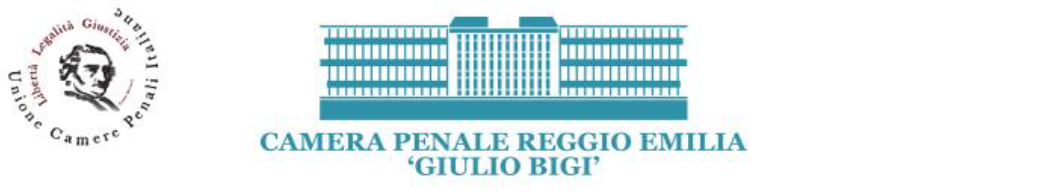 Unione Camere Penali Italiane
Libertà Legalità Giustizia
CAMERA PENALE REGGIO EMILIA
‘GIULIO BIGI’